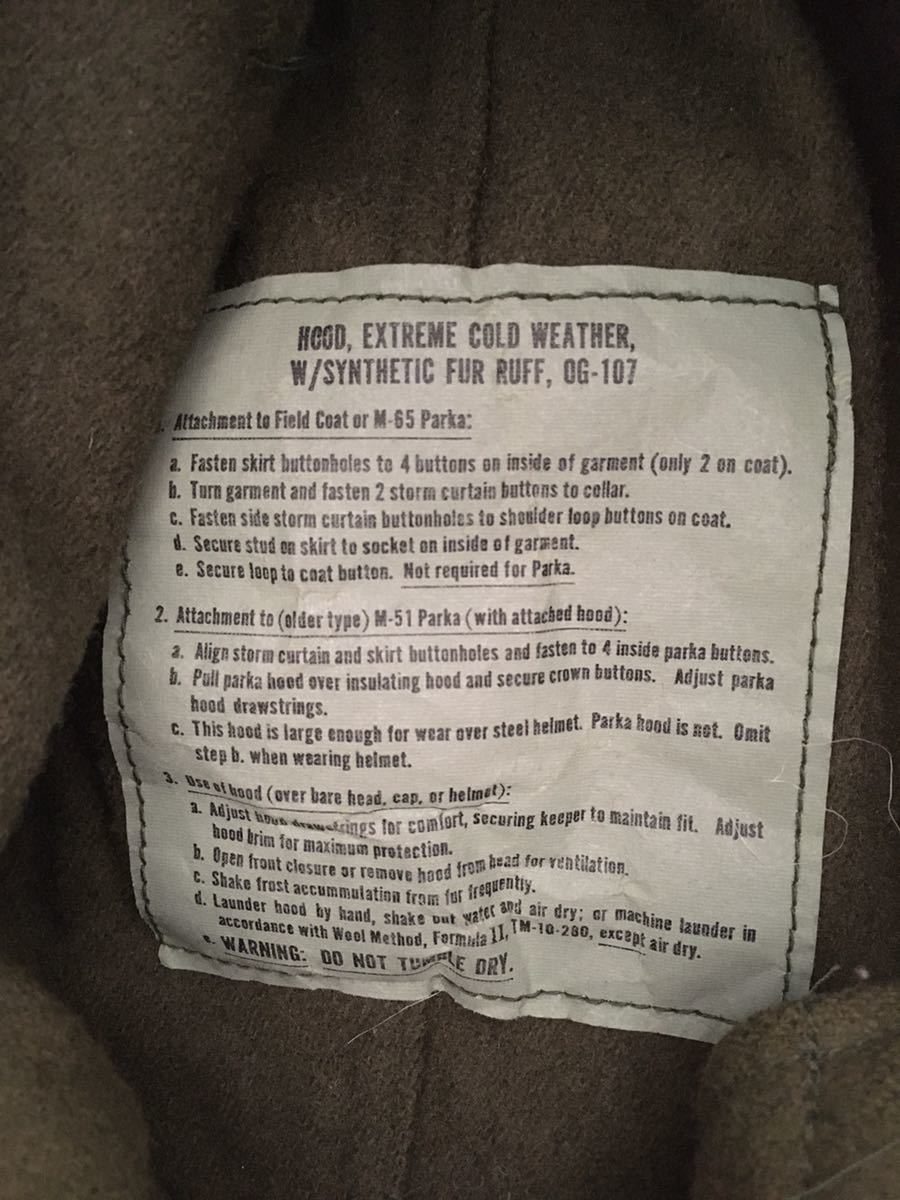 HOOD, EXTREME COLD WEATHER,
W/SYNTHETIC FUR RUFF, OG-107
. Attachment to Field Coat or M-65 Parka:
a. Fasten skirt buttonholes to 4 buttons on inside of garment (only 2 on coat).
b. Turn garment and fasten 2 storm curtain buttons to collar.
c. Fasten side storm curtain buttonholes to shoulder loop buttons on coat.
d. Secure stud on skirt to socket on inside of garment.
e. Secure loop to coat button. Not required for Parka.
2. Attachment to (older type) M-51 Parka (with attached hood):
a. Align storm curtain and skirt buttonholes and fasten to 4 inside parka buttons.
b. Pull parka hood over insulating hood and secure crown buttons. Adjust parka
hood drawstrings.
c. This hood is large enough for wear over steel helmet. Parka hood is not. Omit
step b. when wearing helmet.
3. Use of hood (over bare head, cap, or helmet):
a. Adjust hood drawstrings for comfort, securing keeper to maintain fit. Adjust
hood brim for maximum protection.
b. Open front closure or remove hood from head for ventilation.
c. Shake frost accummulation from fur frequently.
d. Launder hood by hand, shake out water and air dry; or machine launder in
accordance with Wool Method, Formula II, TM-10-280, except air dry.
e. WARNING: DO NOT TUMBLE DRY.